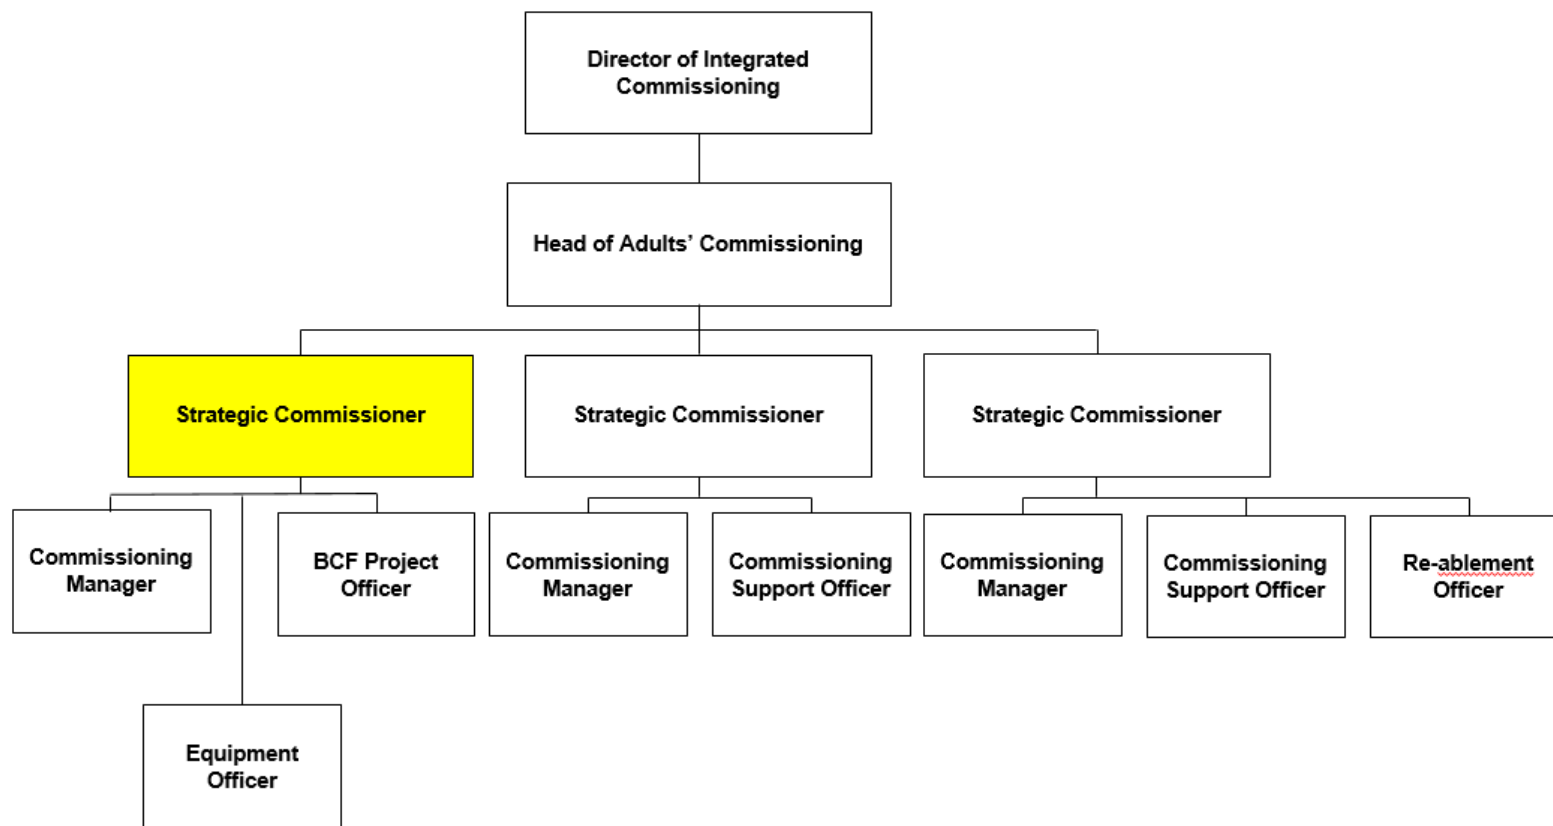 Director of Integrated
Commissioning
Head of Adults’ Commissioning
Strategic Commissioner
Strategic Commissioner
Strategic Commissioner
Commissioning
Manager
BCF Project
Officer
Commissioning
Manager
Commissioning
Support Officer
Commissioning
Manager
Commissioning
Support Officer
Re-ablement
Officer
Equipment
Officer